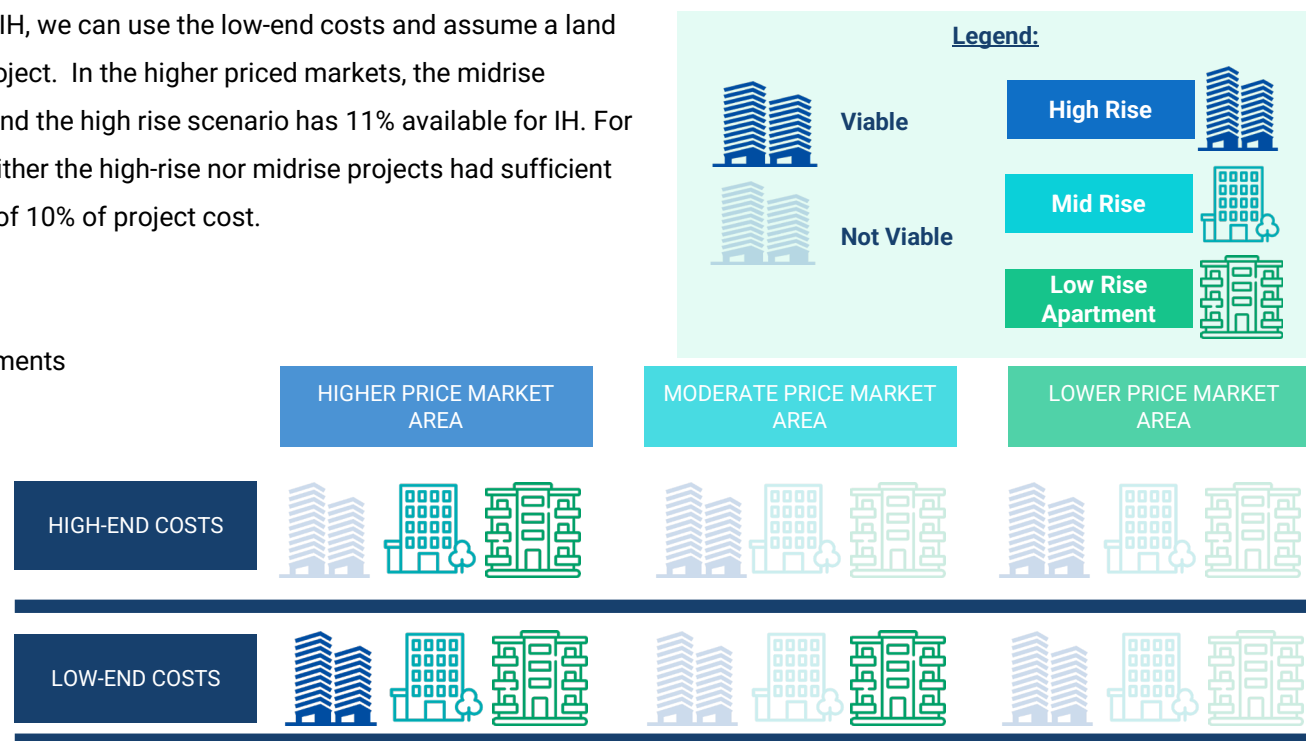 IH, we can use the low-end costs and assume a land
oject. In the higher priced markets, the midrise
nd the high rise scenario has 11% available for IH. For
ither the high-rise nor midrise projects had sufficient
of 10% of project cost.
ments
Legend:
Viable
Not Viable
High Rise
Mid Rise
Low Rise
Apartment
HIGHER PRICE MARKET
AREA
MODERATE PRICE MARKET
AREA
LOWER PRICE MARKET
AREA
HIGH-END COSTS
LOW-END COSTS